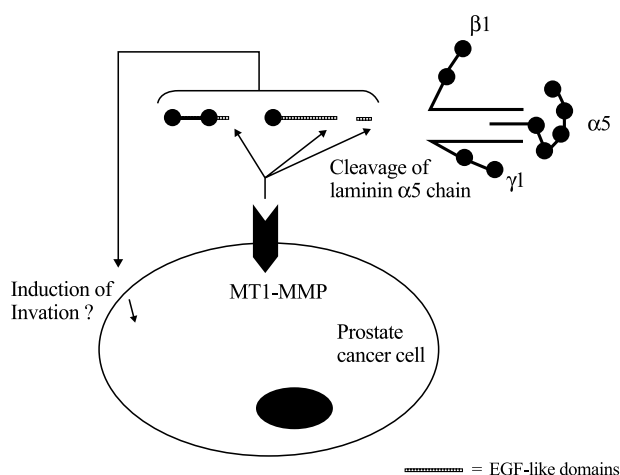 β1
α5
γ1
Cleavage of
laminin α5 chain
MT1-MMP
Induction of
Invation ?
Prostate
cancer cell
= EGF-like domains